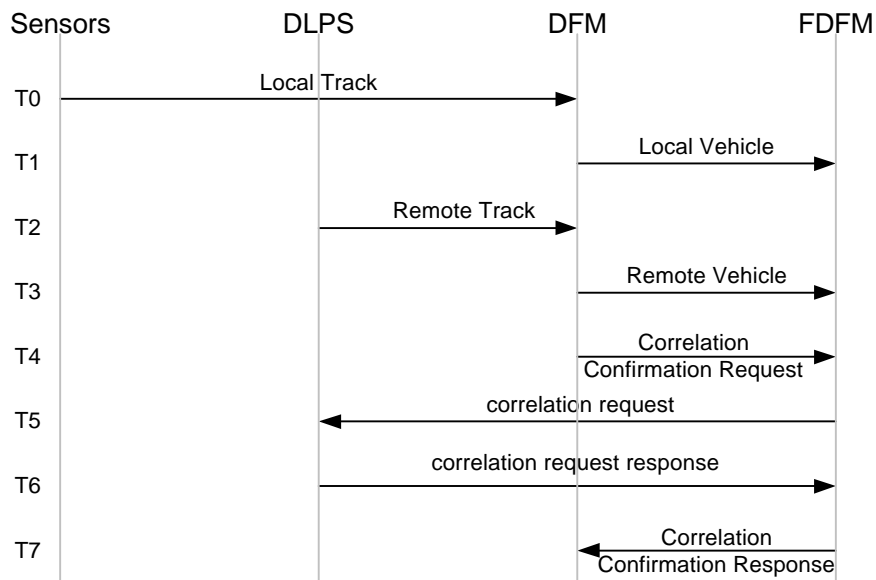 Sensors DLPS DFM FDFM
T0 Local Track
T1 Local Vehicle
T2 Remote Track
T3 Remote Vehicle
T4 Correlation
Confirmation Request
T5 correlation request
T6 correlation request response
T7 Correlation
Confirmation Response